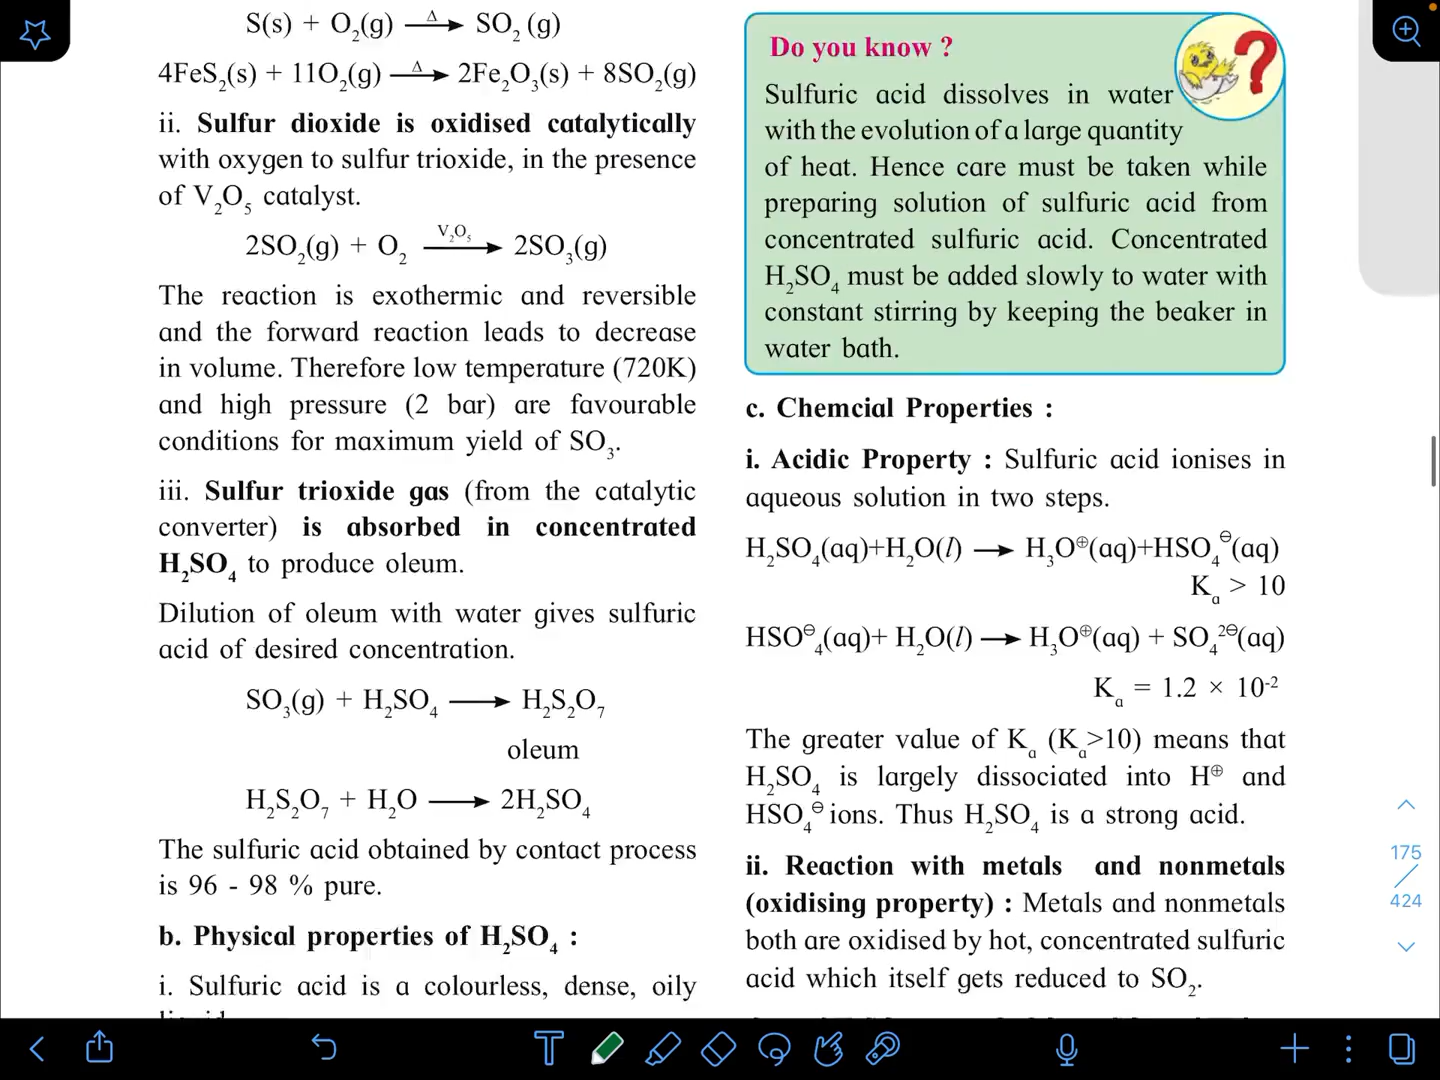 S(s) + O₂(g) —Δ→ SO₂ (g)
4FeS₂(s) + 11O₂(g) —Δ→ 2Fe₂O₃(s) + 8SO₂(g)
ii. Sulfur dioxide is oxidised catalytically
with oxygen to sulfur trioxide, in the presence
of V₂O₅ catalyst.
2SO₂(g) + O₂ —V₂O₅→ 2SO₃(g)
The reaction is exothermic and reversible
and the forward reaction leads to decrease
in volume. Therefore low temperature (720K)
and high pressure (2 bar) are favourable
conditions for maximum yield of SO₃.
iii. Sulfur trioxide gas (from the catalytic
converter) is absorbed in concentrated
H₂SO₄ to produce oleum.
Dilution of oleum with water gives sulfuric
acid of desired concentration.
SO₃(g) + H₂SO₄ ⟶ H₂S₂O₇
oleum
H₂S₂O₇ + H₂O ⟶ 2H₂SO₄
The sulfuric acid obtained by contact process
is 96 - 98 % pure.
b. Physical properties of H₂SO₄ :
i. Sulfuric acid is a colourless, dense, oily
Do you know ?
Sulfuric acid dissolves in water
with the evolution of a large quantity
of heat. Hence care must be taken while
preparing solution of sulfuric acid from
concentrated sulfuric acid. Concentrated
H₂SO₄ must be added slowly to water with
constant stirring by keeping the beaker in
water bath.
c. Chemcial Properties :
i. Acidic Property : Sulfuric acid ionises in
aqueous solution in two steps.
H₂SO₄(aq)+H₂O(l) ⟶ H₃O⊕(aq)+HSO₄⊖(aq)
Kₐ > 10
HSO⊖₄(aq)+ H₂O(l) ⟶ H₃O⊕(aq) + SO₄²⊖(aq)
Kₐ = 1.2 × 10⁻²
The greater value of Kₐ (Kₐ>10) means that
H₂SO₄ is largely dissociated into H⊕ and
HSO₄⊖ ions. Thus H₂SO₄ is a strong acid.
ii. Reaction with metals and nonmetals
(oxidising property) : Metals and nonmetals
both are oxidised by hot, concentrated sulfuric
acid which itself gets reduced to SO₂.
175
424